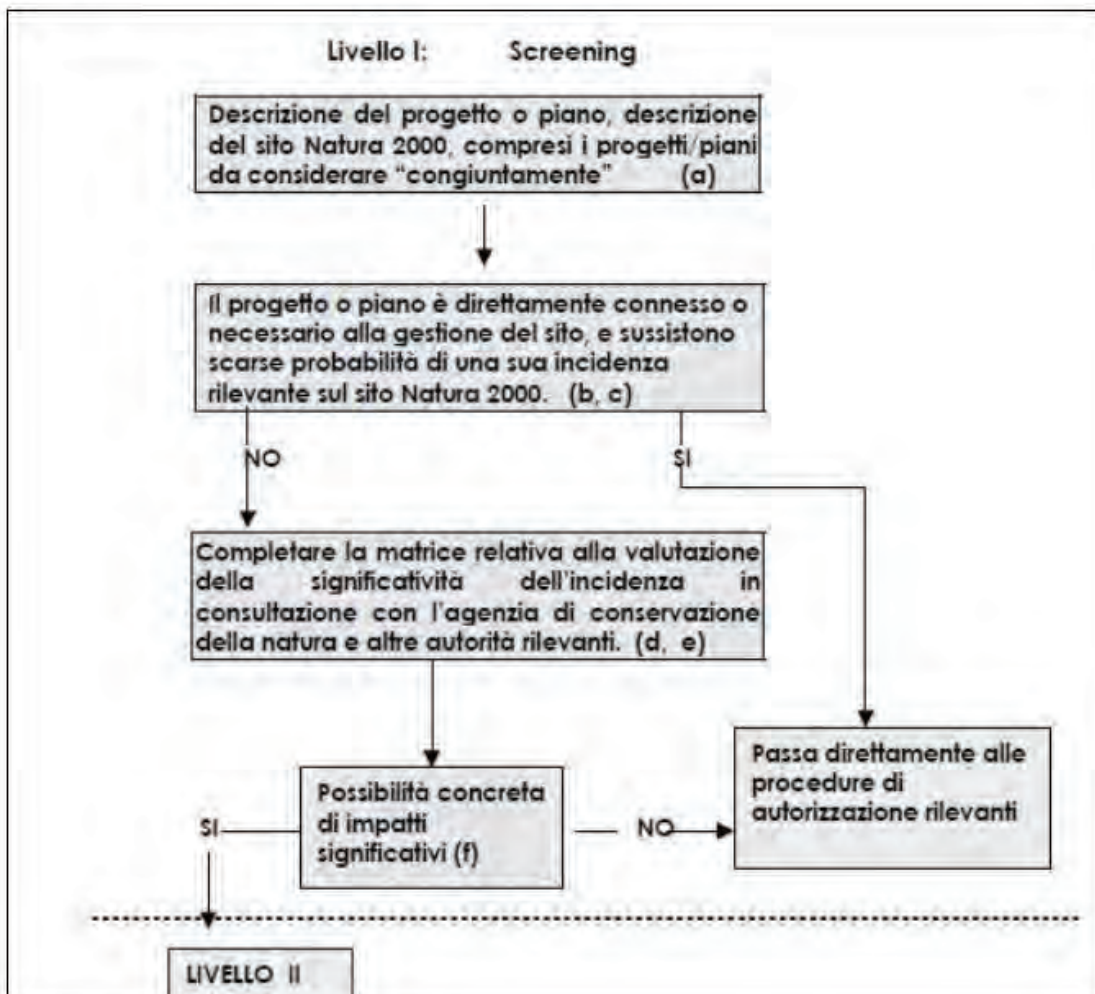 Livello I: Screening
Descrizione del progetto o piano, descrizione
del sito Natura 2000, compresi i progetti/piani
da considerare “congiuntamente” (a)
Il progetto o piano è direttamente connesso o
necessario alla gestione del sito, e sussistono
scarse probabilità di una sua incidenza
rilevante sul sito Natura 2000. (b, c)
NO
SI
Completare la matrice relativa alla valutazione
della significatività dell'incidenza in
consultazione con l'agenzia di conservazione
della natura e altre autorità rilevanti. (d, e)
Possibilità concreta
di impatti
significativi (f)
SI
NO
Passa direttamente alle
procedure di
autorizzazione rilevanti
LIVELLO II